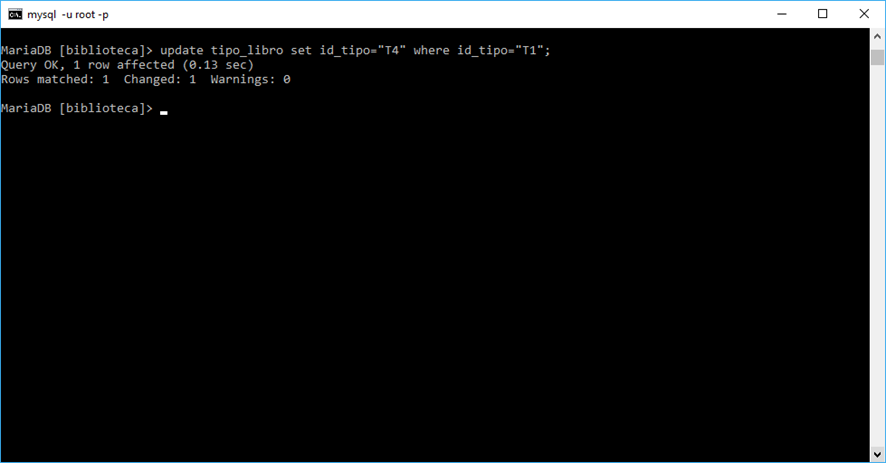 mysql -u root -p
MariaDB [biblioteca]> update tipo_libro set id_tipo="T4" where id_tipo="T1";
Query OK, 1 row affected (0.13 sec)
Rows matched: 1  Changed: 1  Warnings: 0
MariaDB [biblioteca]>